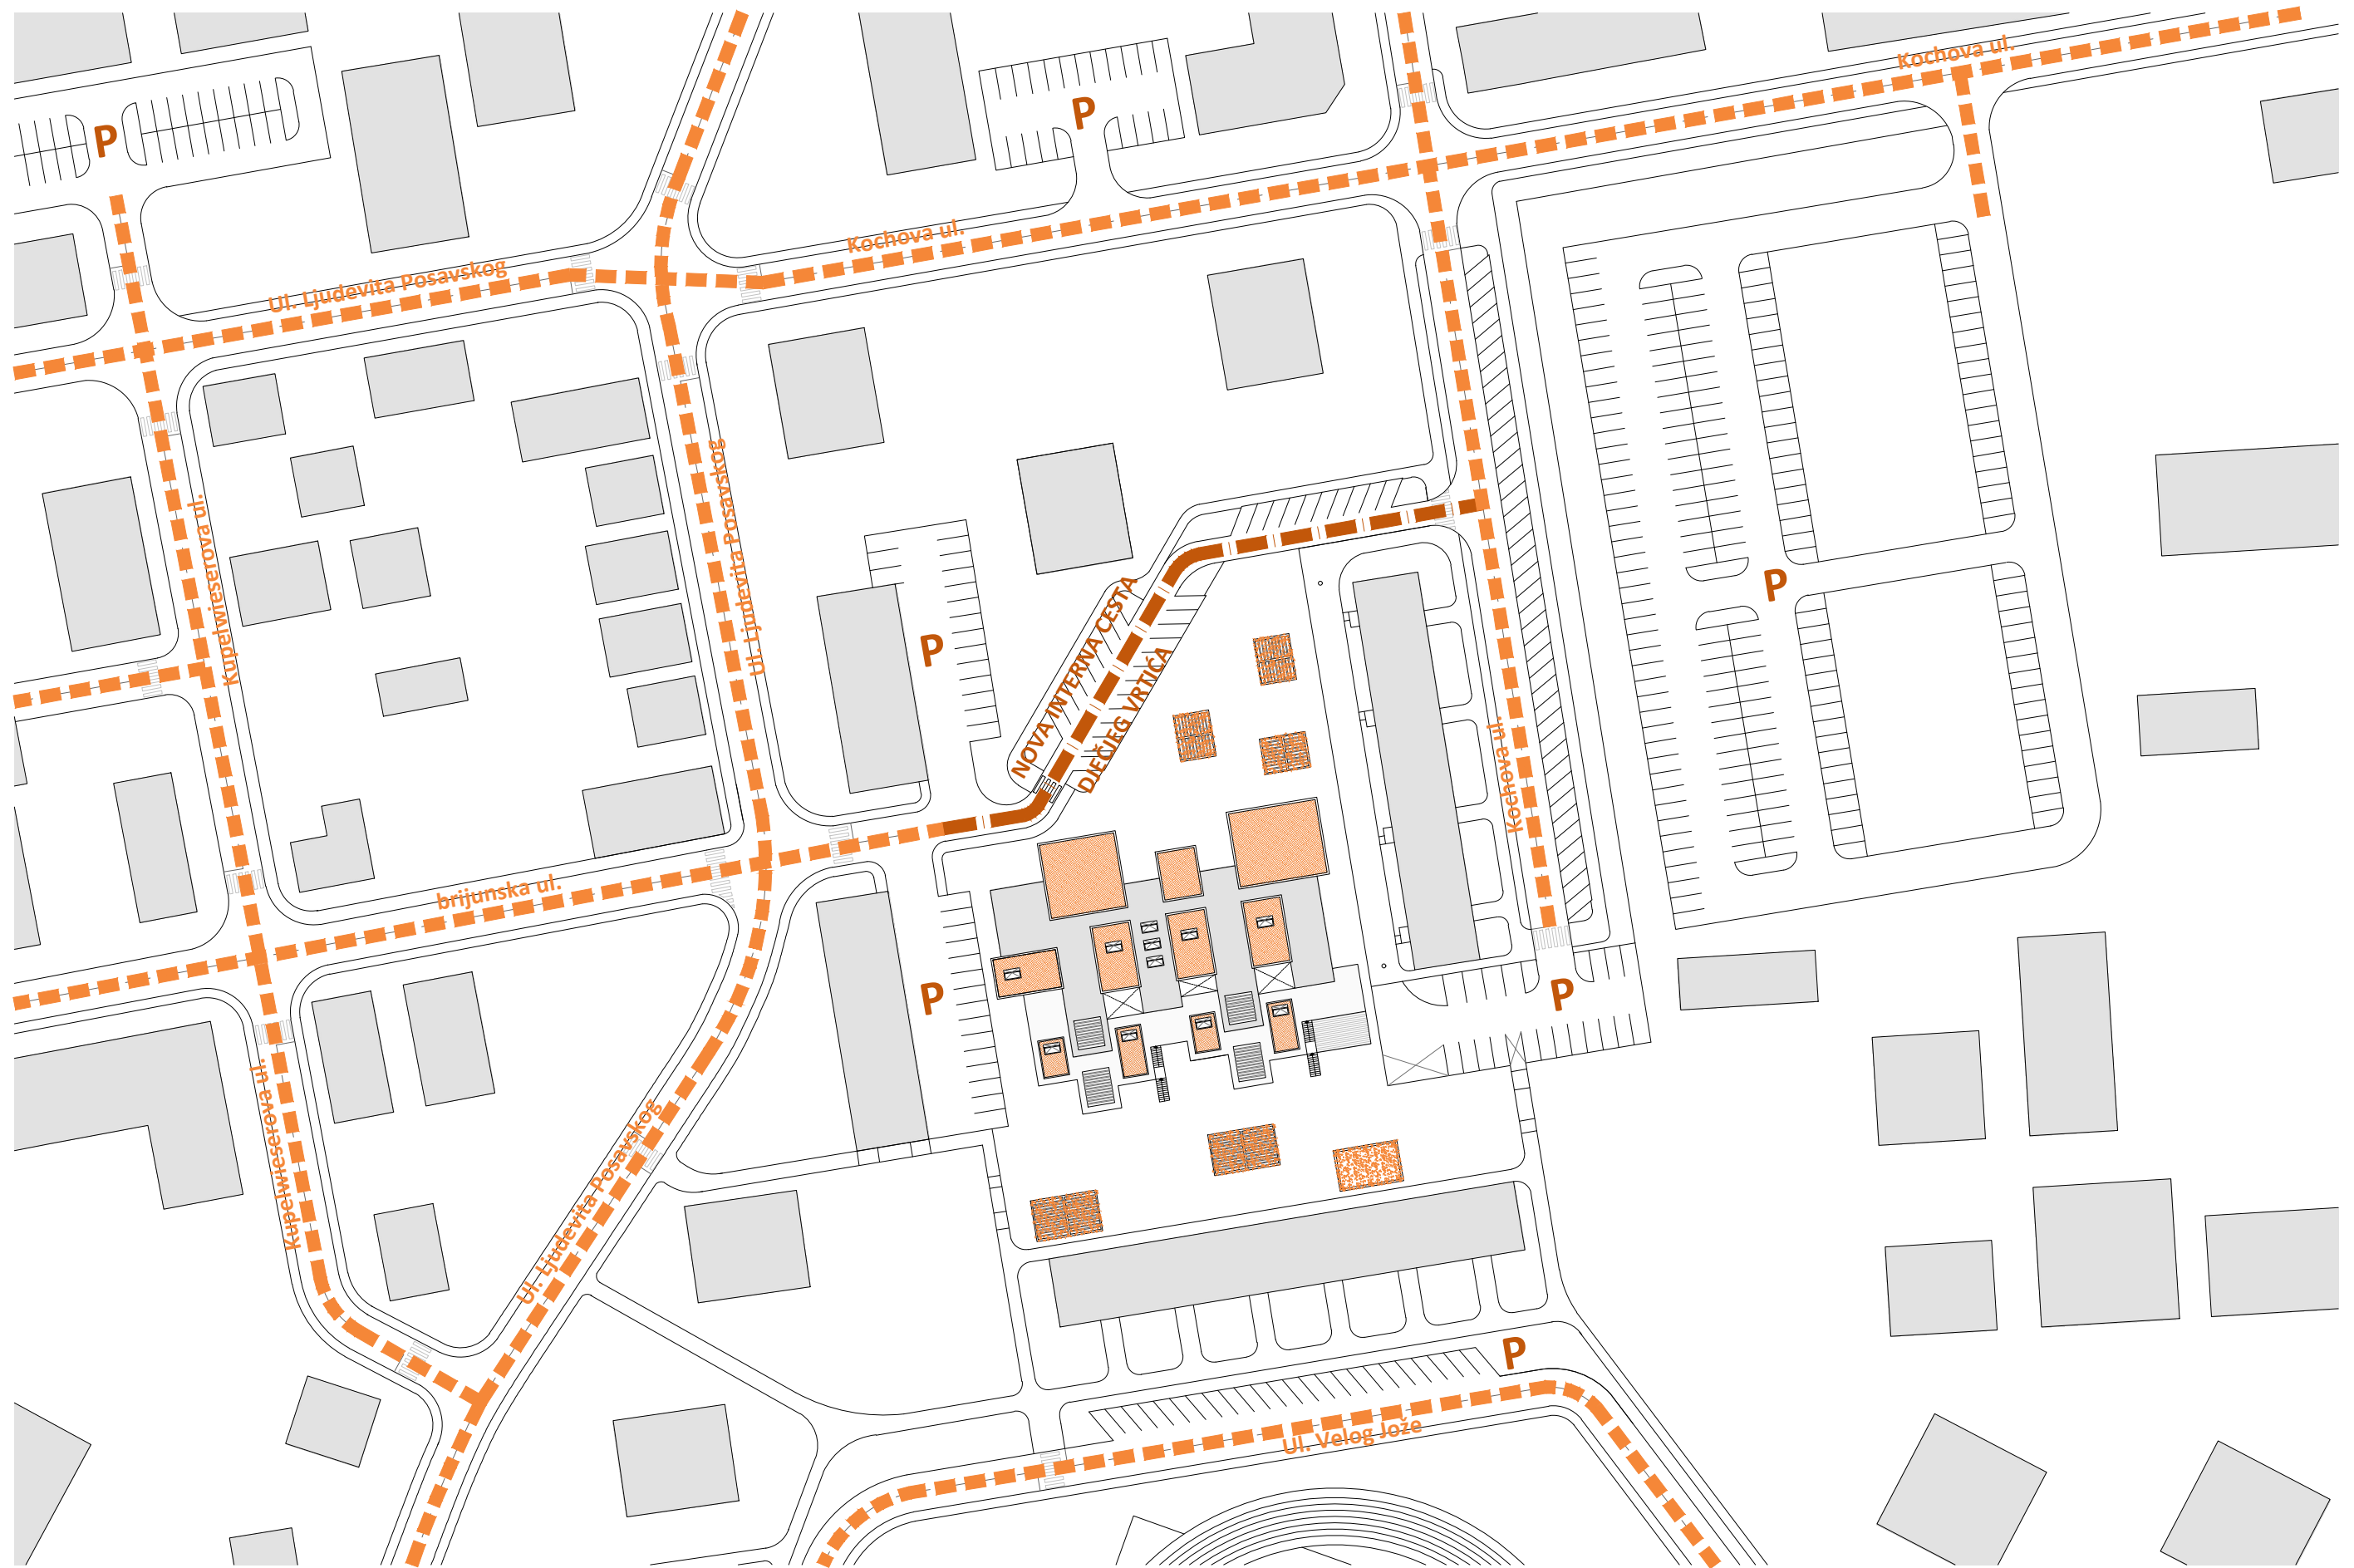 Kochova ul.
P
P
Kochova ul.
Ul. Ljudevita Posavskog
Kupelwieserova ul.
Ul. Ljudevita Posavskog
P
P
NOVA INTERNA CESTA
DJEČJEG VRTIĆA
Kochova ul.
brijunska ul.
P
P
Kupelwieserova ul.
Ul. Ljudevita Posavskog
P
Ul. Velog Jože